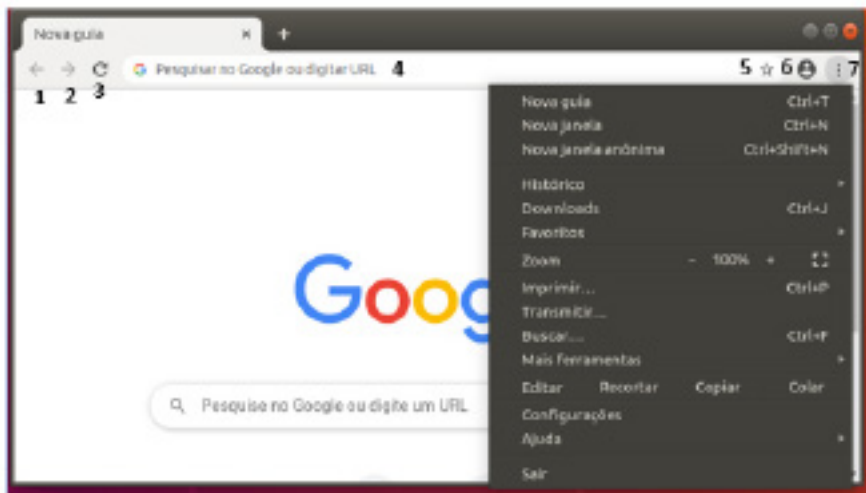 Nova guia × +
Pesquisar no Google ou digitar URL 4 5 6 7
1 2 3
Nova guia Ctrl+T
Nova janela Ctrl+N
Nova janela anônima Ctrl+Shift+N
Histórico
Downloads Ctrl+J
Favoritos
Zoom - 100% +
Imprimir... Ctrl+P
Transmitir...
Buscar... Ctrl+F
Mais ferramentas
Editar Recortar Copiar Colar
Configurações
Ajuda
Sair
Goog
Pesquise no Google ou digite um URL